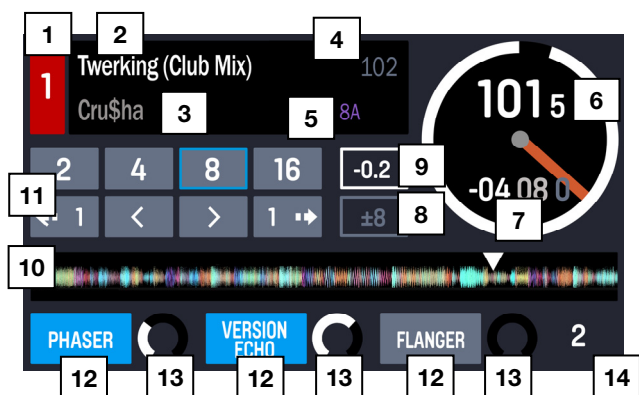 1 2 4
1 Twerking (Club Mix) 102
Cru$ha 3 5 8A
101 5 6
2 4 8 16 -0.2 9
-04 08 0
11 1 < > 1 ±8 8
7
10
PHASER VERSION ECHO FLANGER 2
12 13 12 13 12 13 14